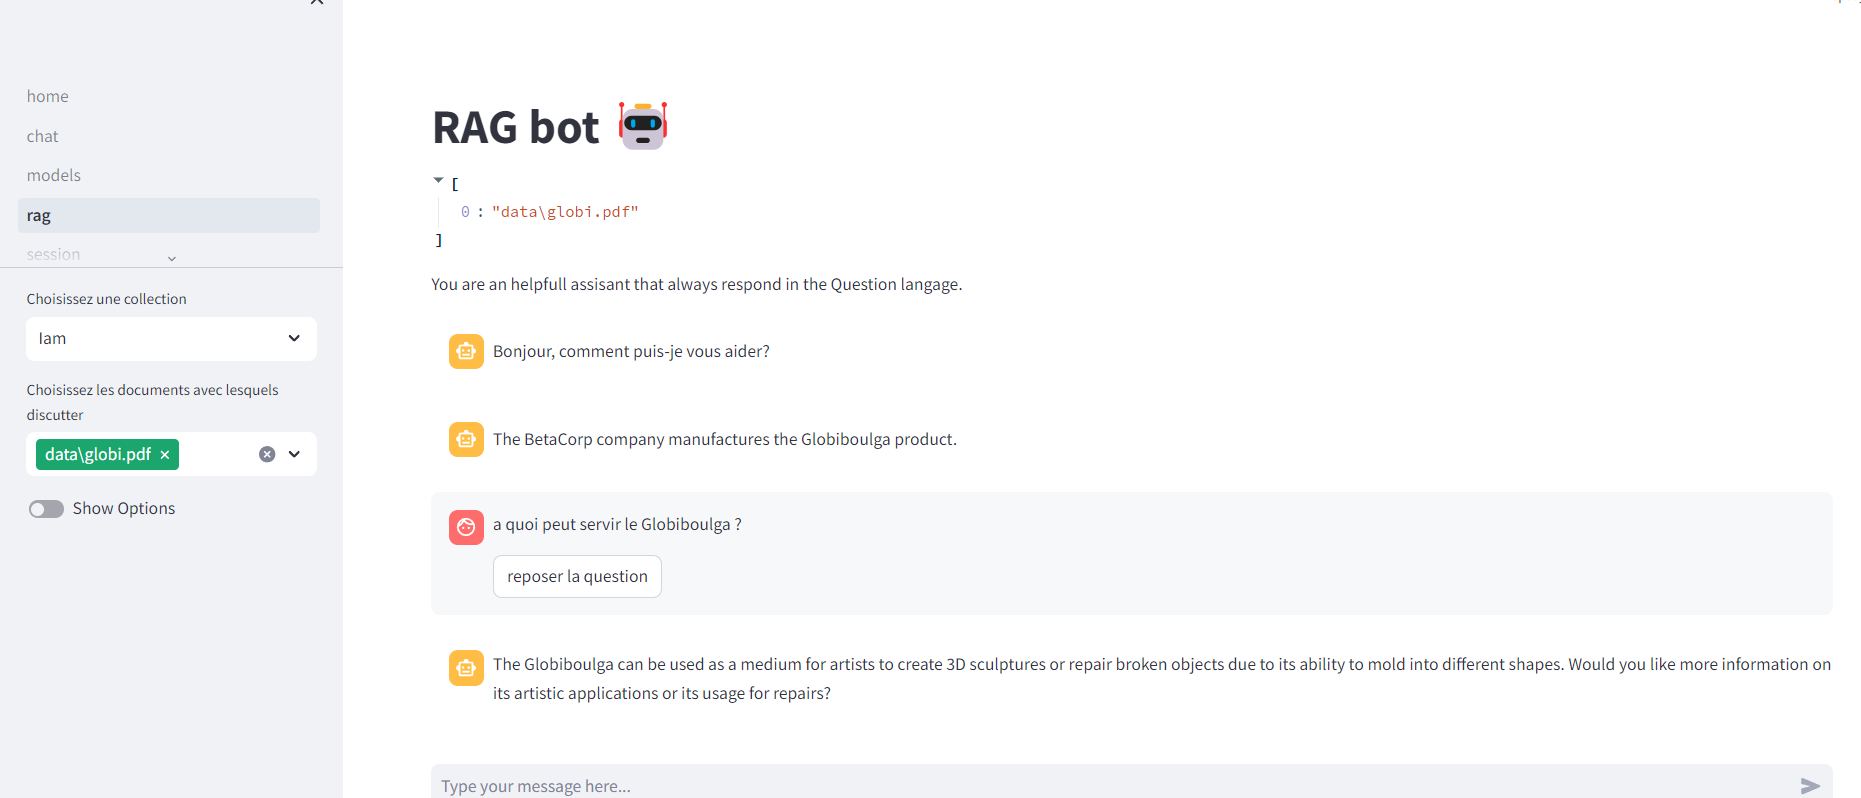 home
chat
models
rag
session
Choisissez une collection
Iam
Choisissez les documents avec lesquels
discutter
data\globi.pdf ×
Show Options
RAG bot
[
0 : "data\globi.pdf"
]
You are an helpfull assisant that always respond in the Question langage.
Bonjour, comment puis-je vous aider?
The BetaCorp company manufactures the Globiboulga product.
a quoi peut servir le Globiboulga ?
reposer la question
The Globiboulga can be used as a medium for artists to create 3D sculptures or repair broken objects due to its ability to mold into different shapes. Would you like more information on
its artistic applications or its usage for repairs?
Type your message here...